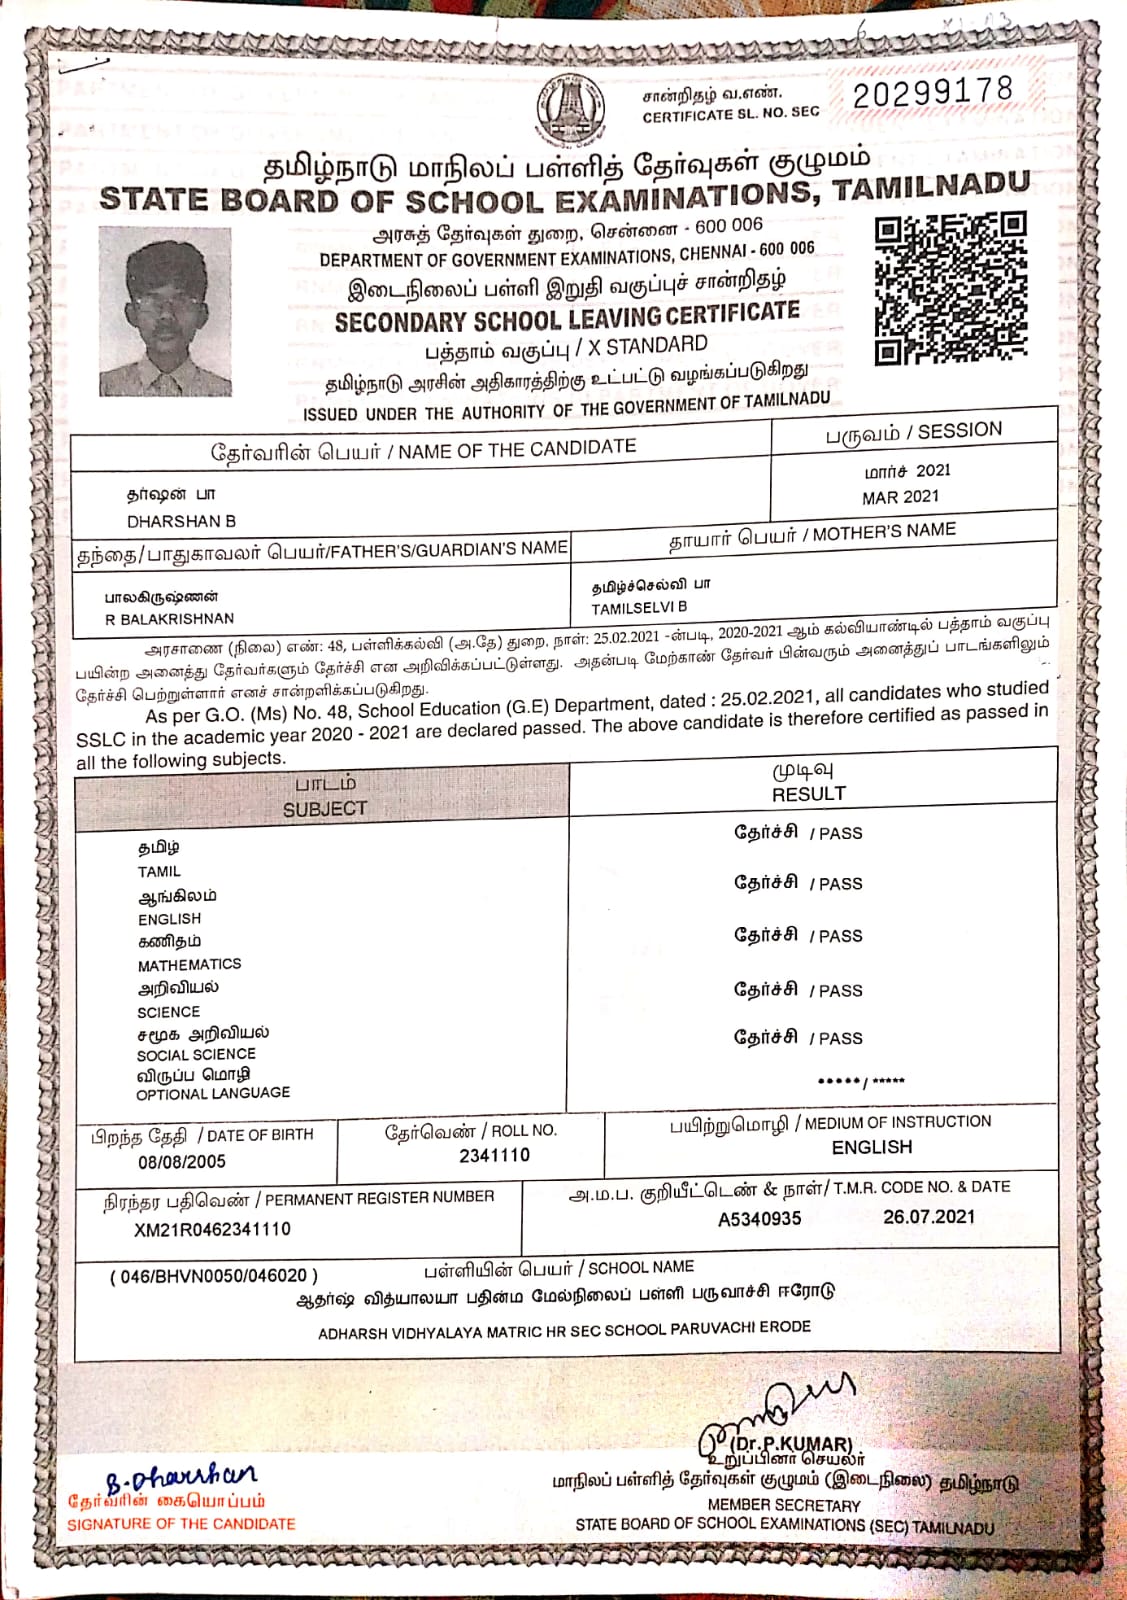 சான்றிதழ் வ.எண்.
CERTIFICATE SL. NO. SEC
20299178
தமிழ்நாடு மாநிலப் பள்ளித் தேர்வுகள் குழுமம்
STATE BOARD OF SCHOOL EXAMINATIONS, TAMILNADU
அரசுத் தேர்வுகள் துறை, சென்னை - 600 006
DEPARTMENT OF GOVERNMENT EXAMINATIONS, CHENNAI - 600 006
இடைநிலைப் பள்ளி இறுதி வகுப்புச் சான்றிதழ்
SECONDARY SCHOOL LEAVING CERTIFICATE
பத்தாம் வகுப்பு / X STANDARD
தமிழ்நாடு அரசின் அதிகாரத்திற்கு உட்பட்டு வழங்கப்படுகிறது
ISSUED UNDER THE AUTHORITY OF THE GOVERNMENT OF TAMILNADU
தேர்வரின் பெயர் / NAME OF THE CANDIDATE
பருவம் / SESSION
தர்ஷன் பா
DHARSHAN B
மார்ச் 2021
MAR 2021
தந்தை/பாதுகாவலர் பெயர்/FATHER'S/GUARDIAN'S NAME
தாயார் பெயர் / MOTHER'S NAME
பாலகிருஷ்ணன்
R BALAKRISHNAN
தமிழ்ச்செல்வி பா
TAMILSELVI B
அரசாணை (நிலை) எண்: 48, பள்ளிக்கல்வி (அ.தே) துறை, நாள்: 25.02.2021 -ன்படி, 2020-2021 ஆம் கல்வியாண்டில் பத்தாம் வகுப்பு
பயின்ற அனைத்து தேர்வர்களும் தேர்ச்சி என அறிவிக்கப்பட்டுள்ளது. அதன்படி மேற்காண் தேர்வர் பின்வரும் அனைத்துப் பாடங்களிலும்
தேர்ச்சி பெற்றுள்ளார் எனச் சான்றளிக்கப்படுகிறது.
As per G.O. (Ms) No. 48, School Education (G.E) Department, dated : 25.02.2021, all candidates who studied
SSLC in the academic year 2020 - 2021 are declared passed. The above candidate is therefore certified as passed in
all the following subjects.
பாடம்
SUBJECT
முடிவு
RESULT
தமிழ்
TAMIL
தேர்ச்சி / PASS
ஆங்கிலம்
ENGLISH
தேர்ச்சி / PASS
கணிதம்
MATHEMATICS
தேர்ச்சி / PASS
அறிவியல்
SCIENCE
தேர்ச்சி / PASS
சமூக அறிவியல்
SOCIAL SCIENCE
தேர்ச்சி / PASS
விருப்ப மொழி
OPTIONAL LANGUAGE
*****/ *****
பிறந்த தேதி / DATE OF BIRTH
08/08/2005
தேர்வெண் / ROLL NO.
2341110
பயிற்றுமொழி / MEDIUM OF INSTRUCTION
ENGLISH
நிரந்தர பதிவெண் / PERMANENT REGISTER NUMBER
XM21R0462341110
அ.ம.ப. குறியீட்டெண் & நாள்/ T.M.R. CODE NO. & DATE
A5340935 26.07.2021
( 046/BHVN0050/046020 ) பள்ளியின் பெயர் / SCHOOL NAME
ஆதர்ஷ் வித்யாலயா பதின்ம மேல்நிலைப் பள்ளி பருவாச்சி ஈரோடு
ADHARSH VIDHYALAYA MATRIC HR SEC SCHOOL PARUVACHI ERODE
B. Dharshan
தேர்வரின் கையொப்பம்
SIGNATURE OF THE CANDIDATE
(Dr.P.KUMAR)
உறுப்பினர் செயலர்
மாநிலப் பள்ளித் தேர்வுகள் குழுமம் (இடைநிலை) தமிழ்நாடு
MEMBER SECRETARY
STATE BOARD OF SCHOOL EXAMINATIONS (SEC) TAMILNADU